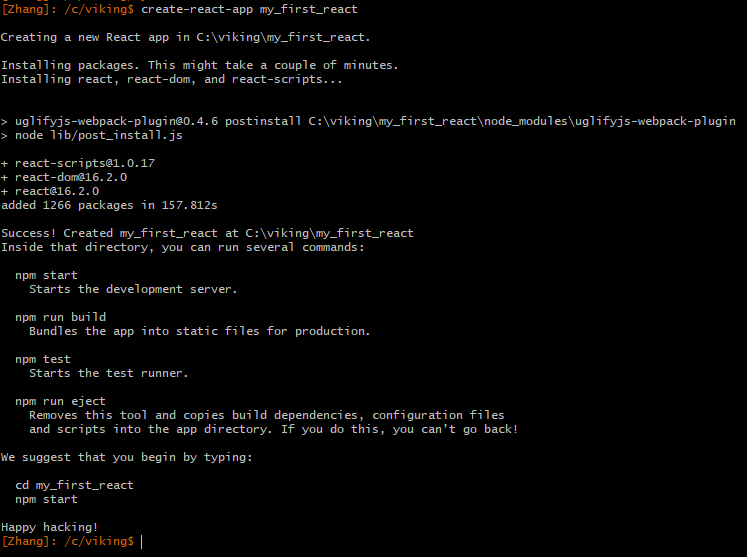 [Zhang]: /c/viking$ create-react-app my_first_react
Creating a new React app in C:\viking\my_first_react.
Installing packages. This might take a couple of minutes.
Installing react, react-dom, and react-scripts...
> uglifyjs-webpack-plugin@0.4.6 postinstall C:\viking\my_first_react\node_modules\uglifyjs-webpack-plugin
> node lib/post_install.js
+ react-scripts@1.0.17
+ react-dom@16.2.0
+ react@16.2.0
added 1266 packages in 157.812s
Success! Created my_first_react at C:\viking\my_first_react
Inside that directory, you can run several commands:
npm start
Starts the development server.
npm run build
Bundles the app into static files for production.
npm test
Starts the test runner.
npm run eject
Removes this tool and copies build dependencies, configuration files
and scripts into the app directory. If you do this, you can't go back!
We suggest that you begin by typing:
cd my_first_react
npm start
Happy hacking!
[Zhang]: /c/viking$